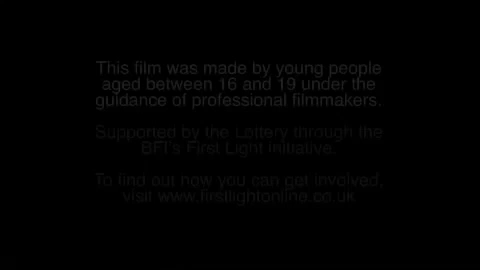 This film was made by young people
aged between 16 and 19 under the
guidance of professional filmmakers.
Supported by the Lottery through the
BFI's First Light Initiative.
To find out how you can get involved,
visit www.firstlightonline.co.uk